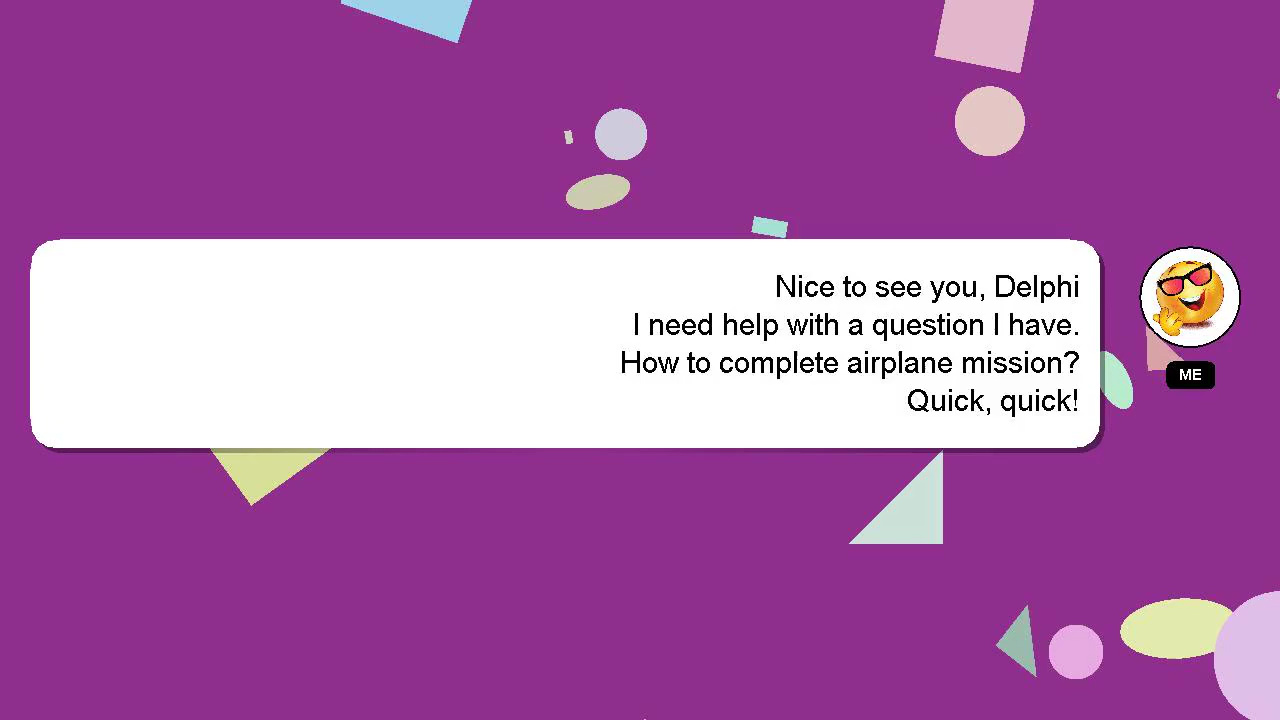 Nice to see you, Delphi
I need help with a question I have.
How to complete airplane mission?
Quick, quick!
ME